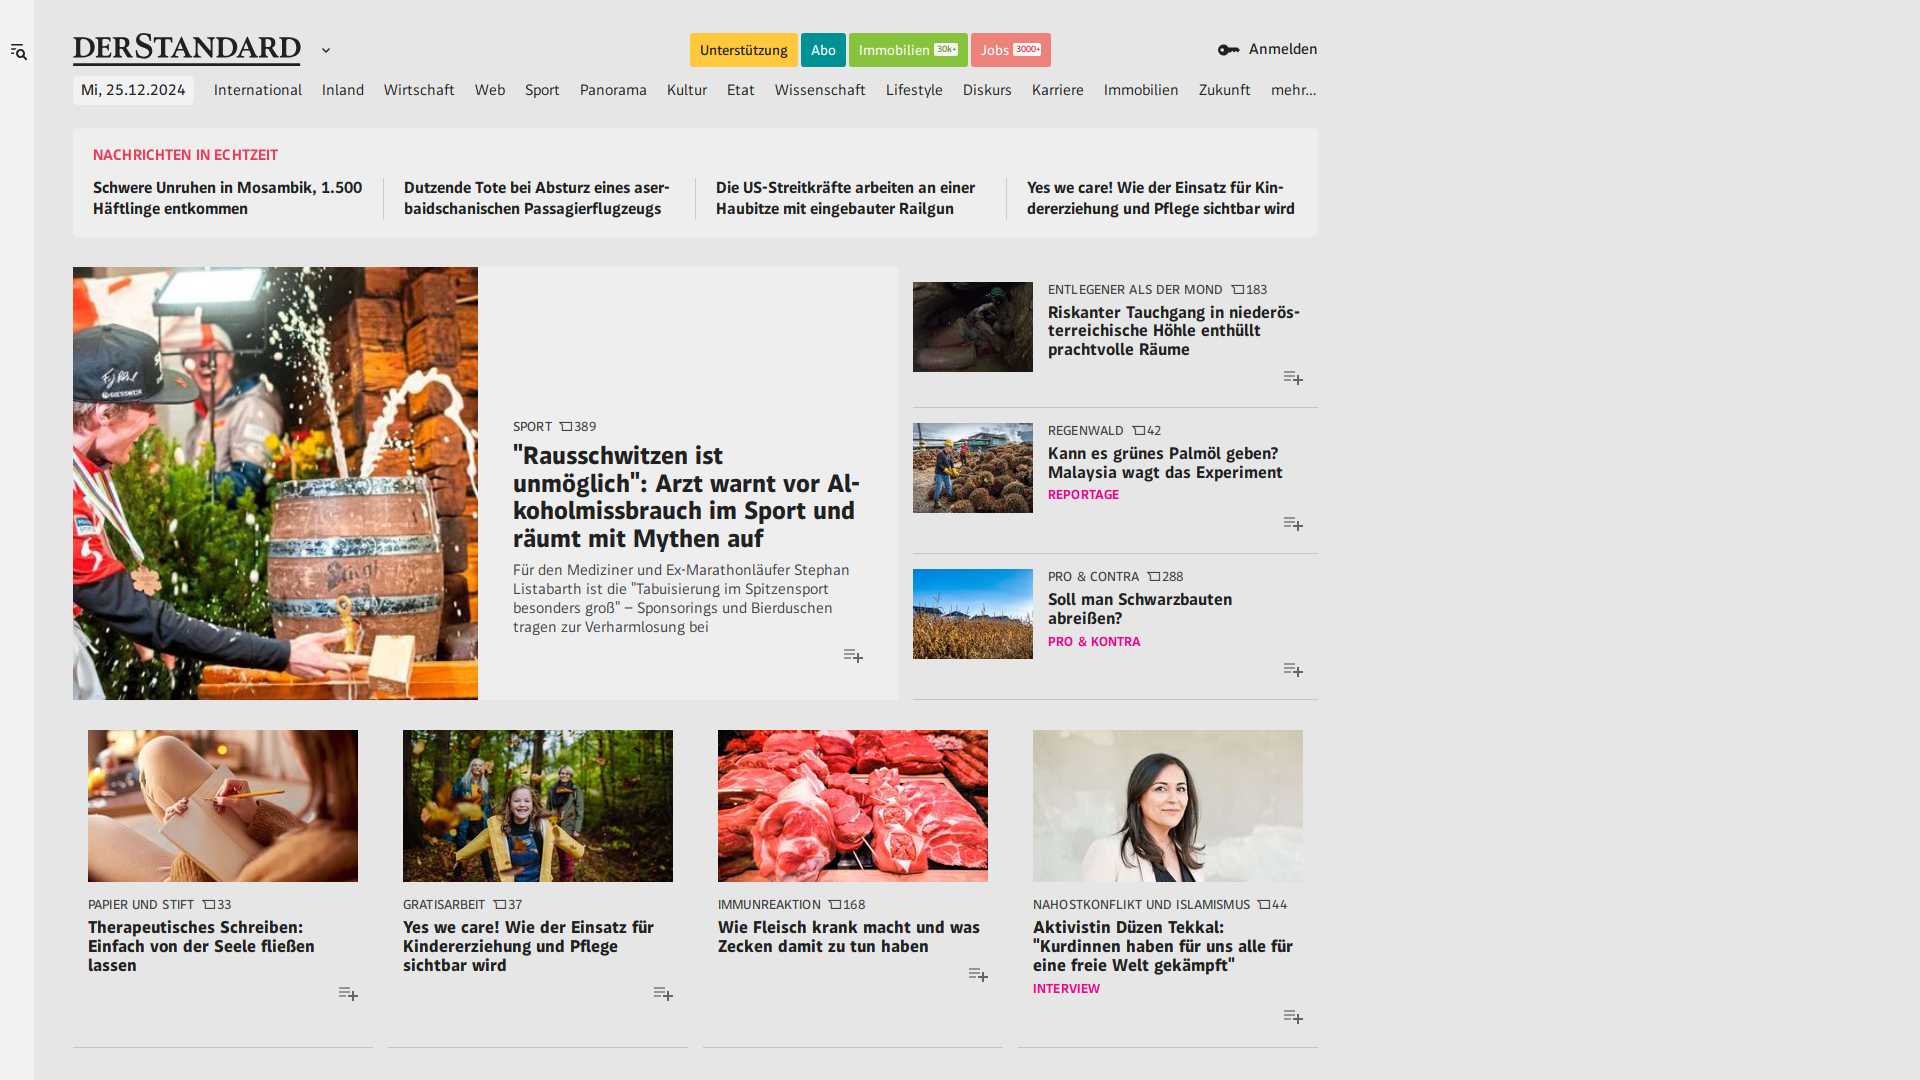 DERSTANDARD
Unterstützung
Abo
Immobilien 30k+
Jobs 3000+
Anmelden
Mi, 25.12.2024
International
Inland
Wirtschaft
Web
Sport
Panorama
Kultur
Etat
Wissenschaft
Lifestyle
Diskurs
Karriere
Immobilien
Zukunft
mehr...
NACHRICHTEN IN ECHTZEIT
Schwere Unruhen in Mosambik, 1.500
Häftlinge entkommen
Dutzende Tote bei Absturz eines aser-
baidschanischen Passagierflugzeugs
Die US-Streitkräfte arbeiten an einer
Haubitze mit eingebauter Railgun
Yes we care! Wie der Einsatz für Kin-
dererziehung und Pflege sichtbar wird
SPORT 389
"Rausschwitzen ist
unmöglich": Arzt warnt vor Al-
koholmissbrauch im Sport und
räumt mit Mythen auf
Für den Mediziner und Ex-Marathonläufer Stephan
Listabarth ist die "Tabuisierung im Spitzensport
besonders groß" – Sponsorings und Bierduschen
tragen zur Verharmlosung bei
ENTLEGENER ALS DER MOND 183
Riskanter Tauchgang in niederös-
terreichische Höhle enthüllt
prachtvolle Räume
REGENWALD 42
Kann es grünes Palmöl geben?
Malaysia wagt das Experiment
REPORTAGE
PRO & CONTRA 288
Soll man Schwarzbauten
abreißen?
PRO & KONTRA
PAPIER UND STIFT 33
Therapeutisches Schreiben:
Einfach von der Seele fließen
lassen
GRATISARBEIT 37
Yes we care! Wie der Einsatz für
Kindererziehung und Pflege
sichtbar wird
IMMUNREAKTION 168
Wie Fleisch krank macht und was
Zecken damit zu tun haben
NAHOSTKONFLIKT UND ISLAMISMUS 44
Aktivistin Düzen Tekkal:
"Kurdinnen haben für uns alle für
eine freie Welt gekämpft"
INTERVIEW